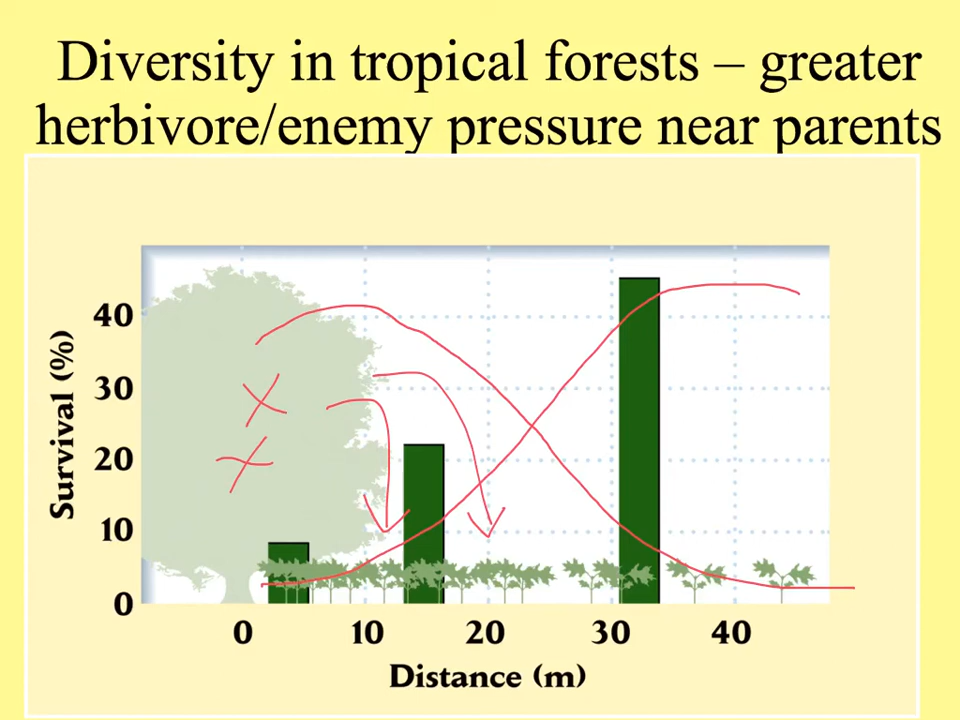 Diversity in tropical forests – greater
herbivore/enemy pressure near parents
Survival (%)
40
30
20
10
0
0 10 20 30 40
Distance (m)